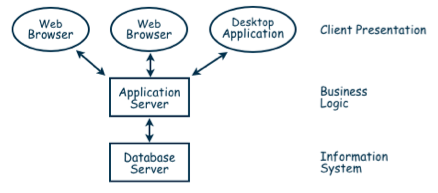 Web
Browser
Web
Browser
Desktop
Application
Client Presentation
Application
Server
Business
Logic
Database
Server
Information
System